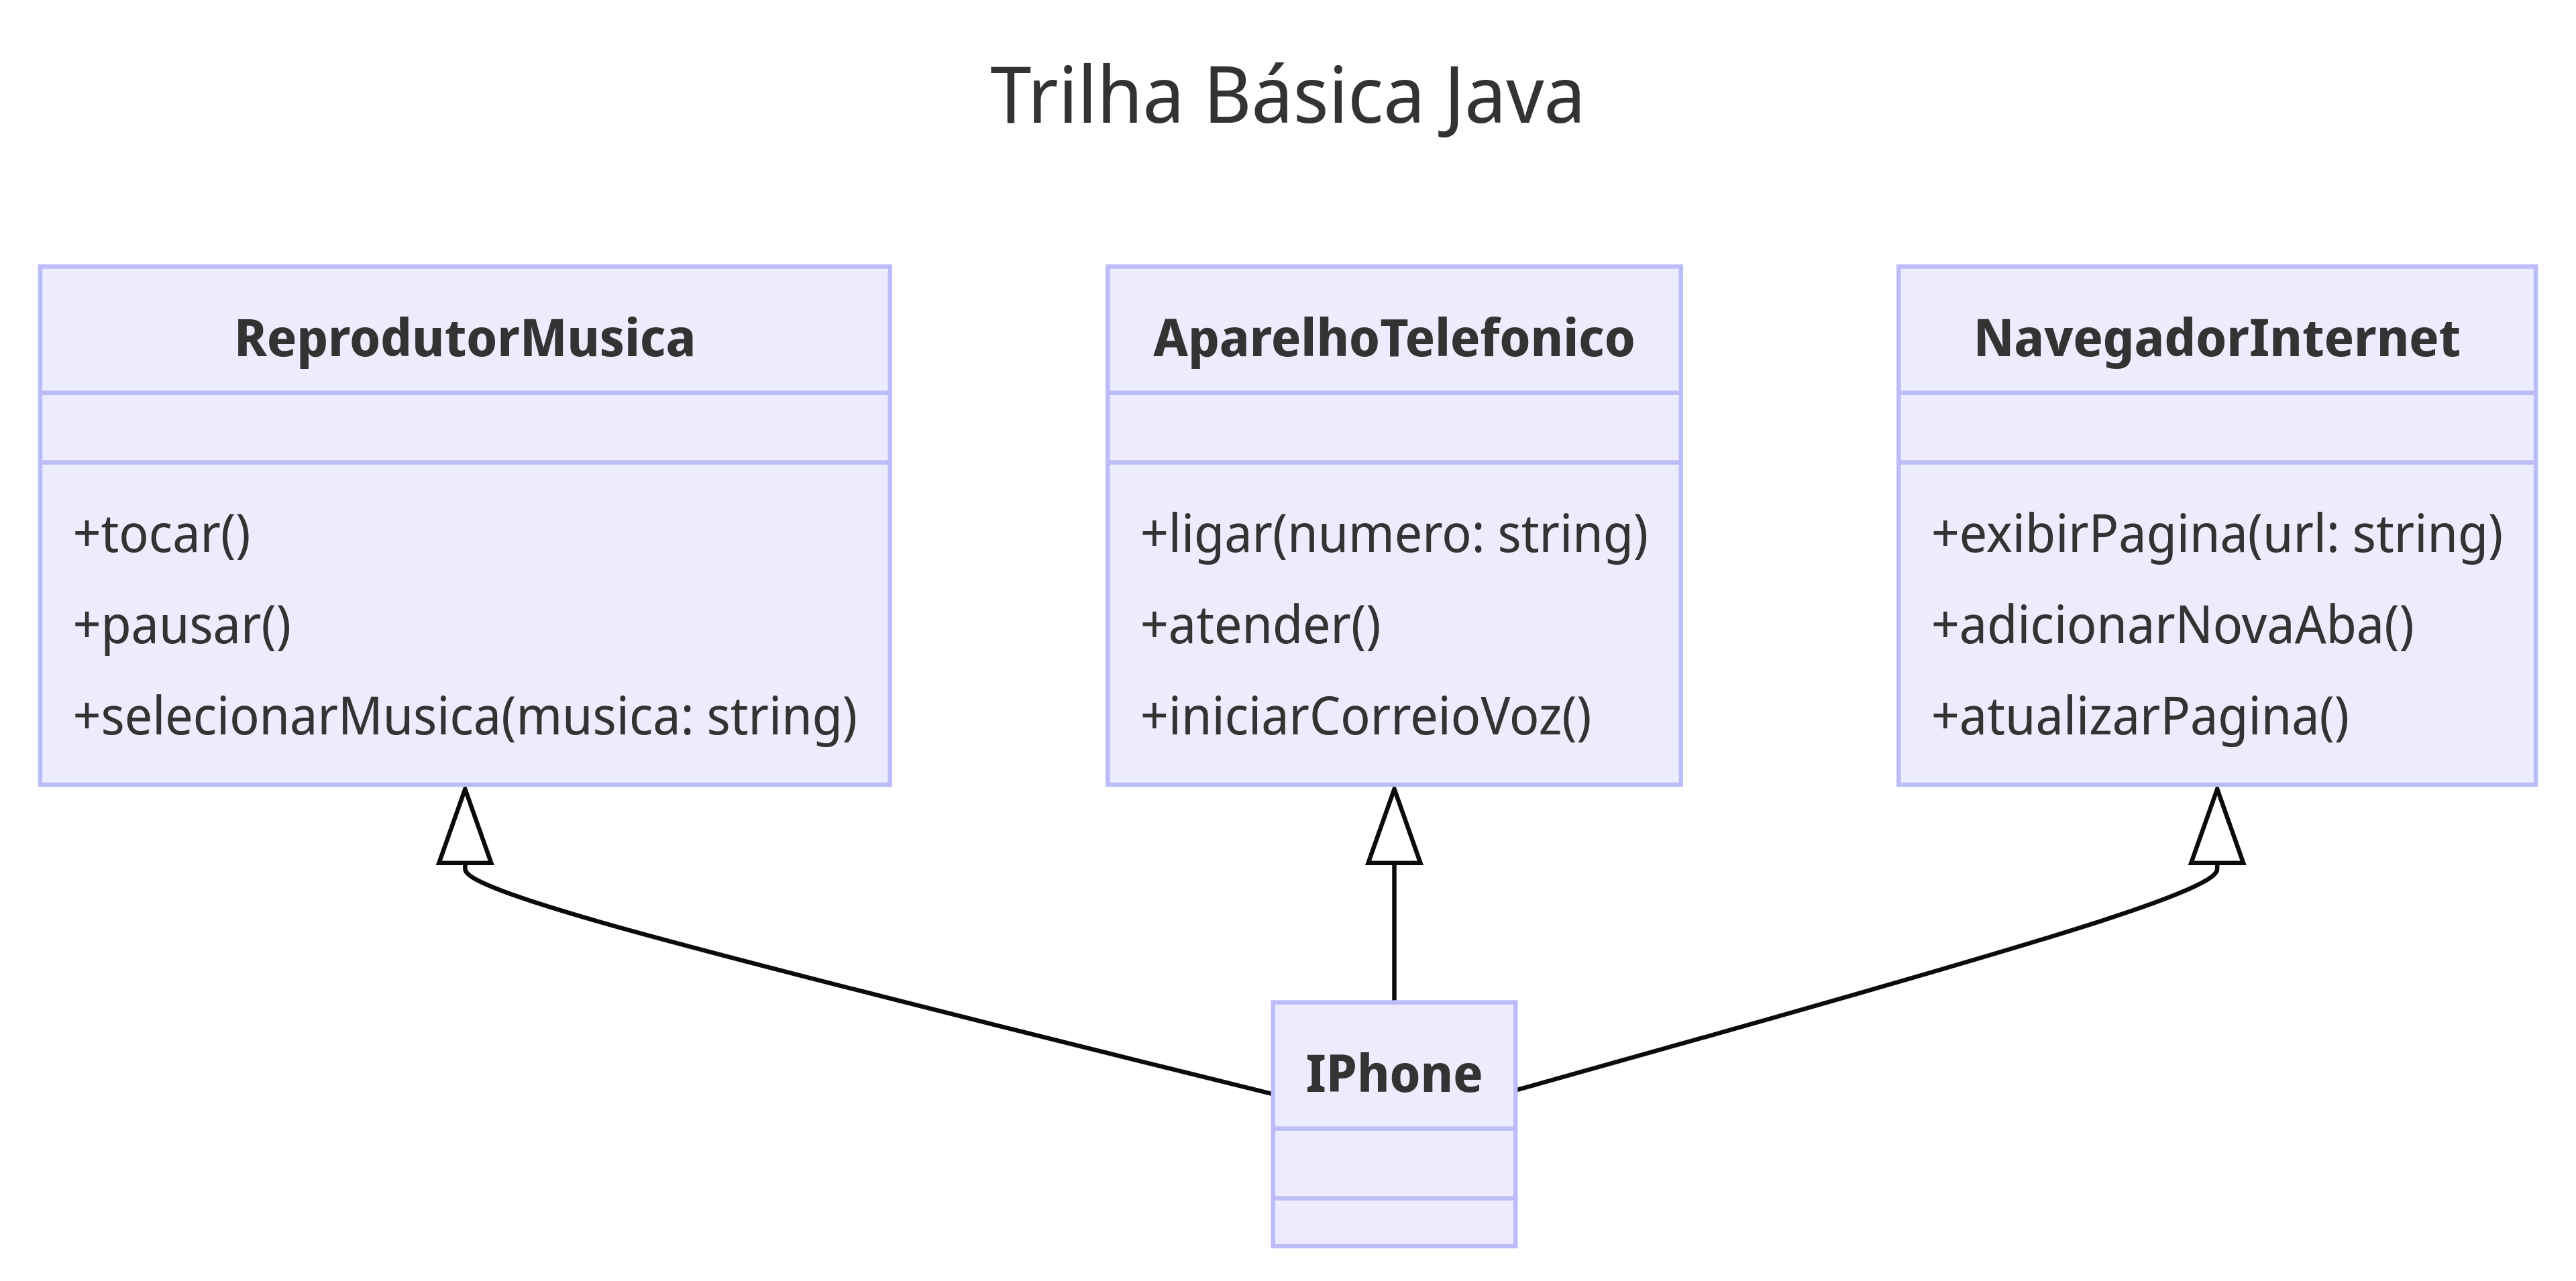 Trilha Básica Java
ReprodutorMusica
+tocar()
+pausar()
+selecionarMusica(musica: string)
AparelhoTelefonico
+ligar(numero: string)
+atender()
+iniciarCorreioVoz()
NavegadorInternet
+exibirPagina(url: string)
+adicionarNovaAba()
+atualizarPagina()
IPhone